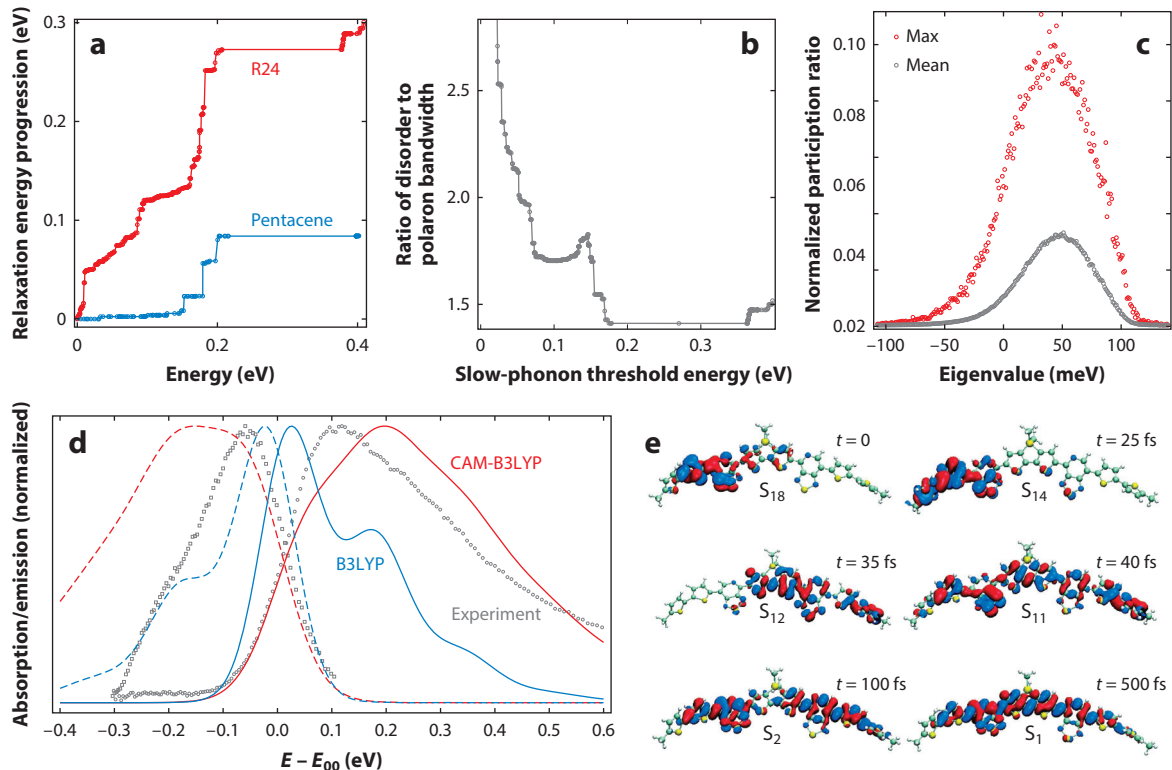 a
R24
Pentacene
0.3
0.2
0.1
0
0
0.2
0.4
Relaxation energy progression (eV)
Energy (eV)
b
2.5
2.0
1.5
0
0.1
0.2
0.3
0.4
Ratio of disorder to
polaron bandwidth
Slow-phonon threshold energy (eV)
c
Max
Mean
0.10
0.08
0.06
0.04
0.02
−100
−50
0
50
100
Normalized particiption ratio
Eigenvalue (meV)
d
CAM-B3LYP
B3LYP
Experiment
Absorption/emission (normalized)
−0.4
−0.3
−0.2
−0.1
0.0
0.1
0.2
0.3
0.4
0.5
0.6
E – E00 (eV)
e
t = 0
S18
t = 25 fs
S14
t = 35 fs
S12
t = 40 fs
S11
t = 100 fs
S2
t = 500 fs
S1